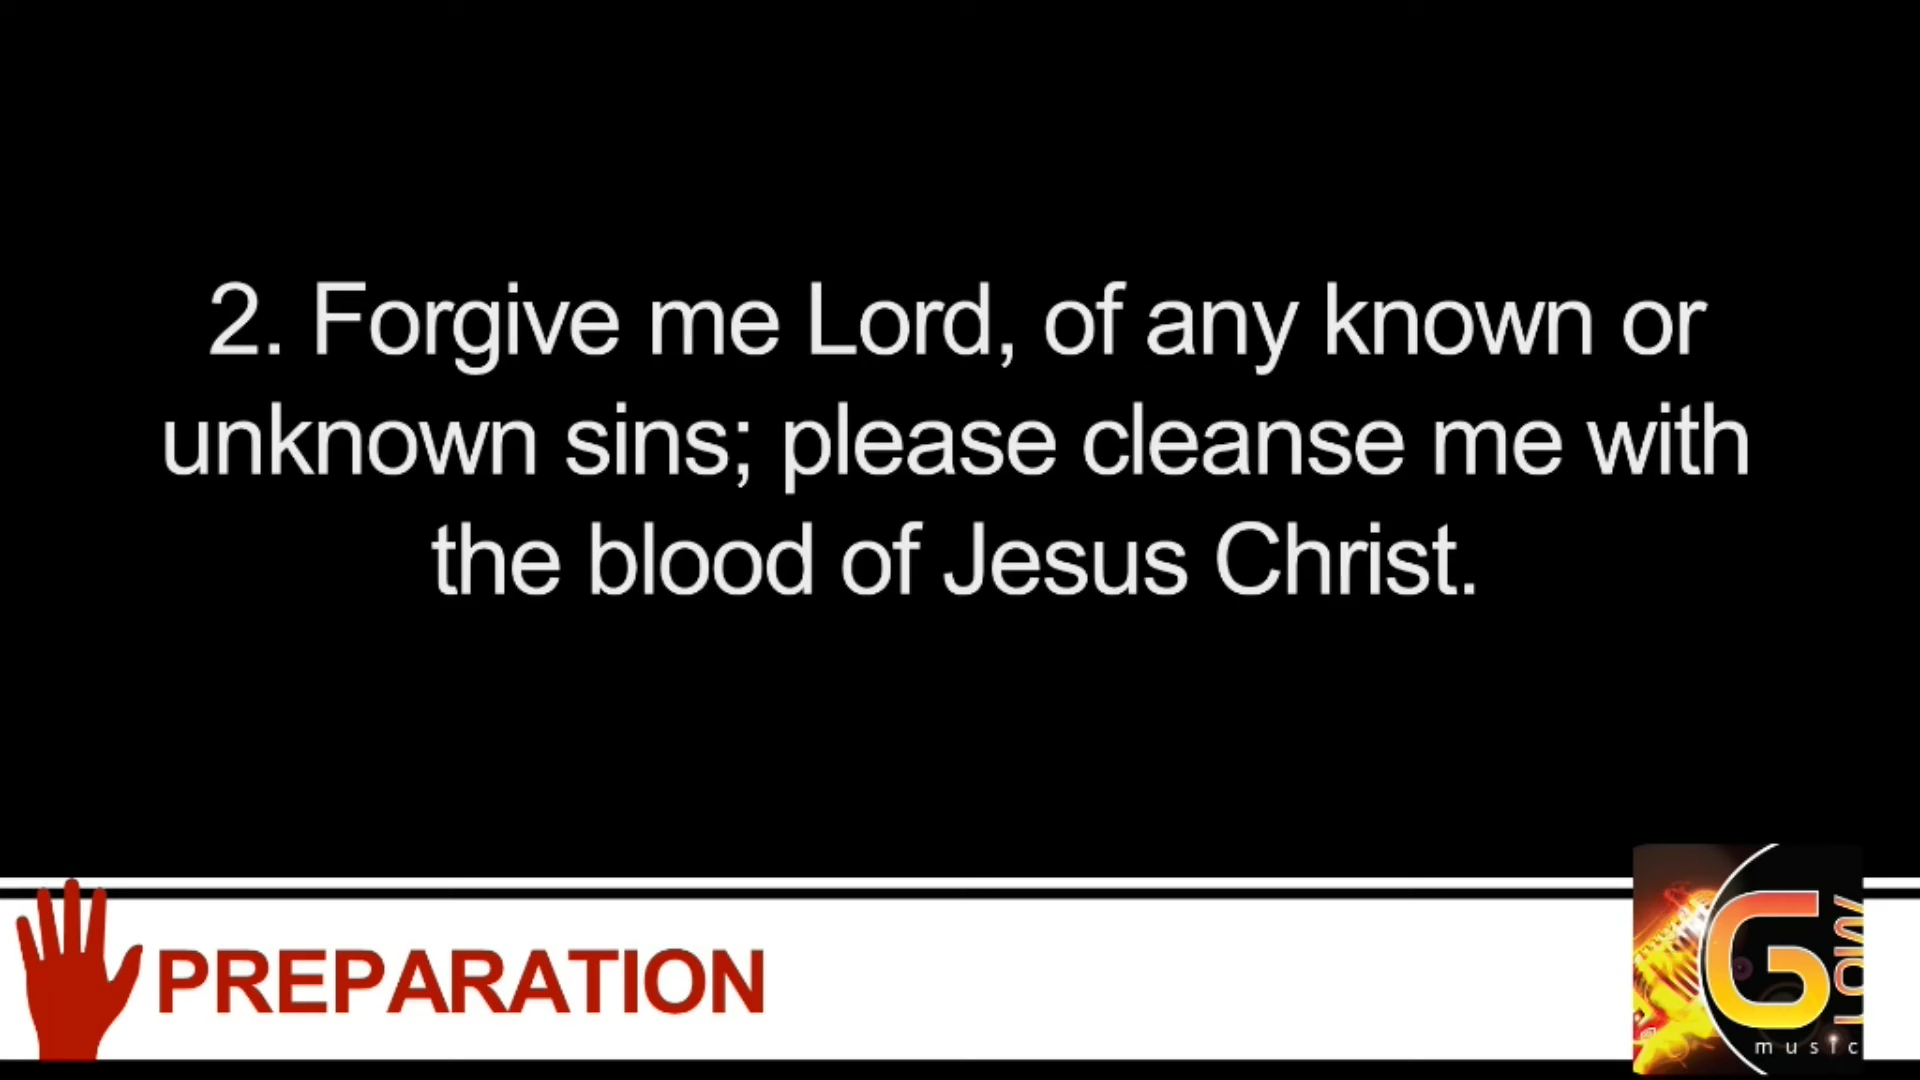 2. Forgive me Lord, of any known or
unknown sins; please cleanse me with
the blood of Jesus Christ.
PREPARATION
G LOW
music